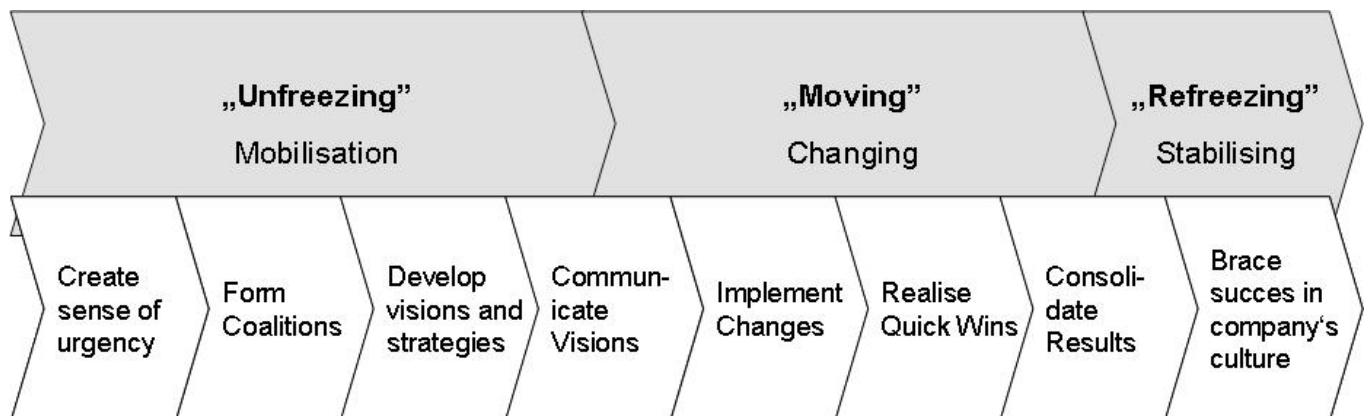 „Unfreezing”
Mobilisation
„Moving”
Changing
„Refreezing”
Stabilising
Create
sense of
urgency
Form
Coalitions
Develop
visions and
strategies
Commun-
icate
Visions
Implement
Changes
Realise
Quick Wins
Consoli-
date
Results
Brace
succes in
company‘s
culture